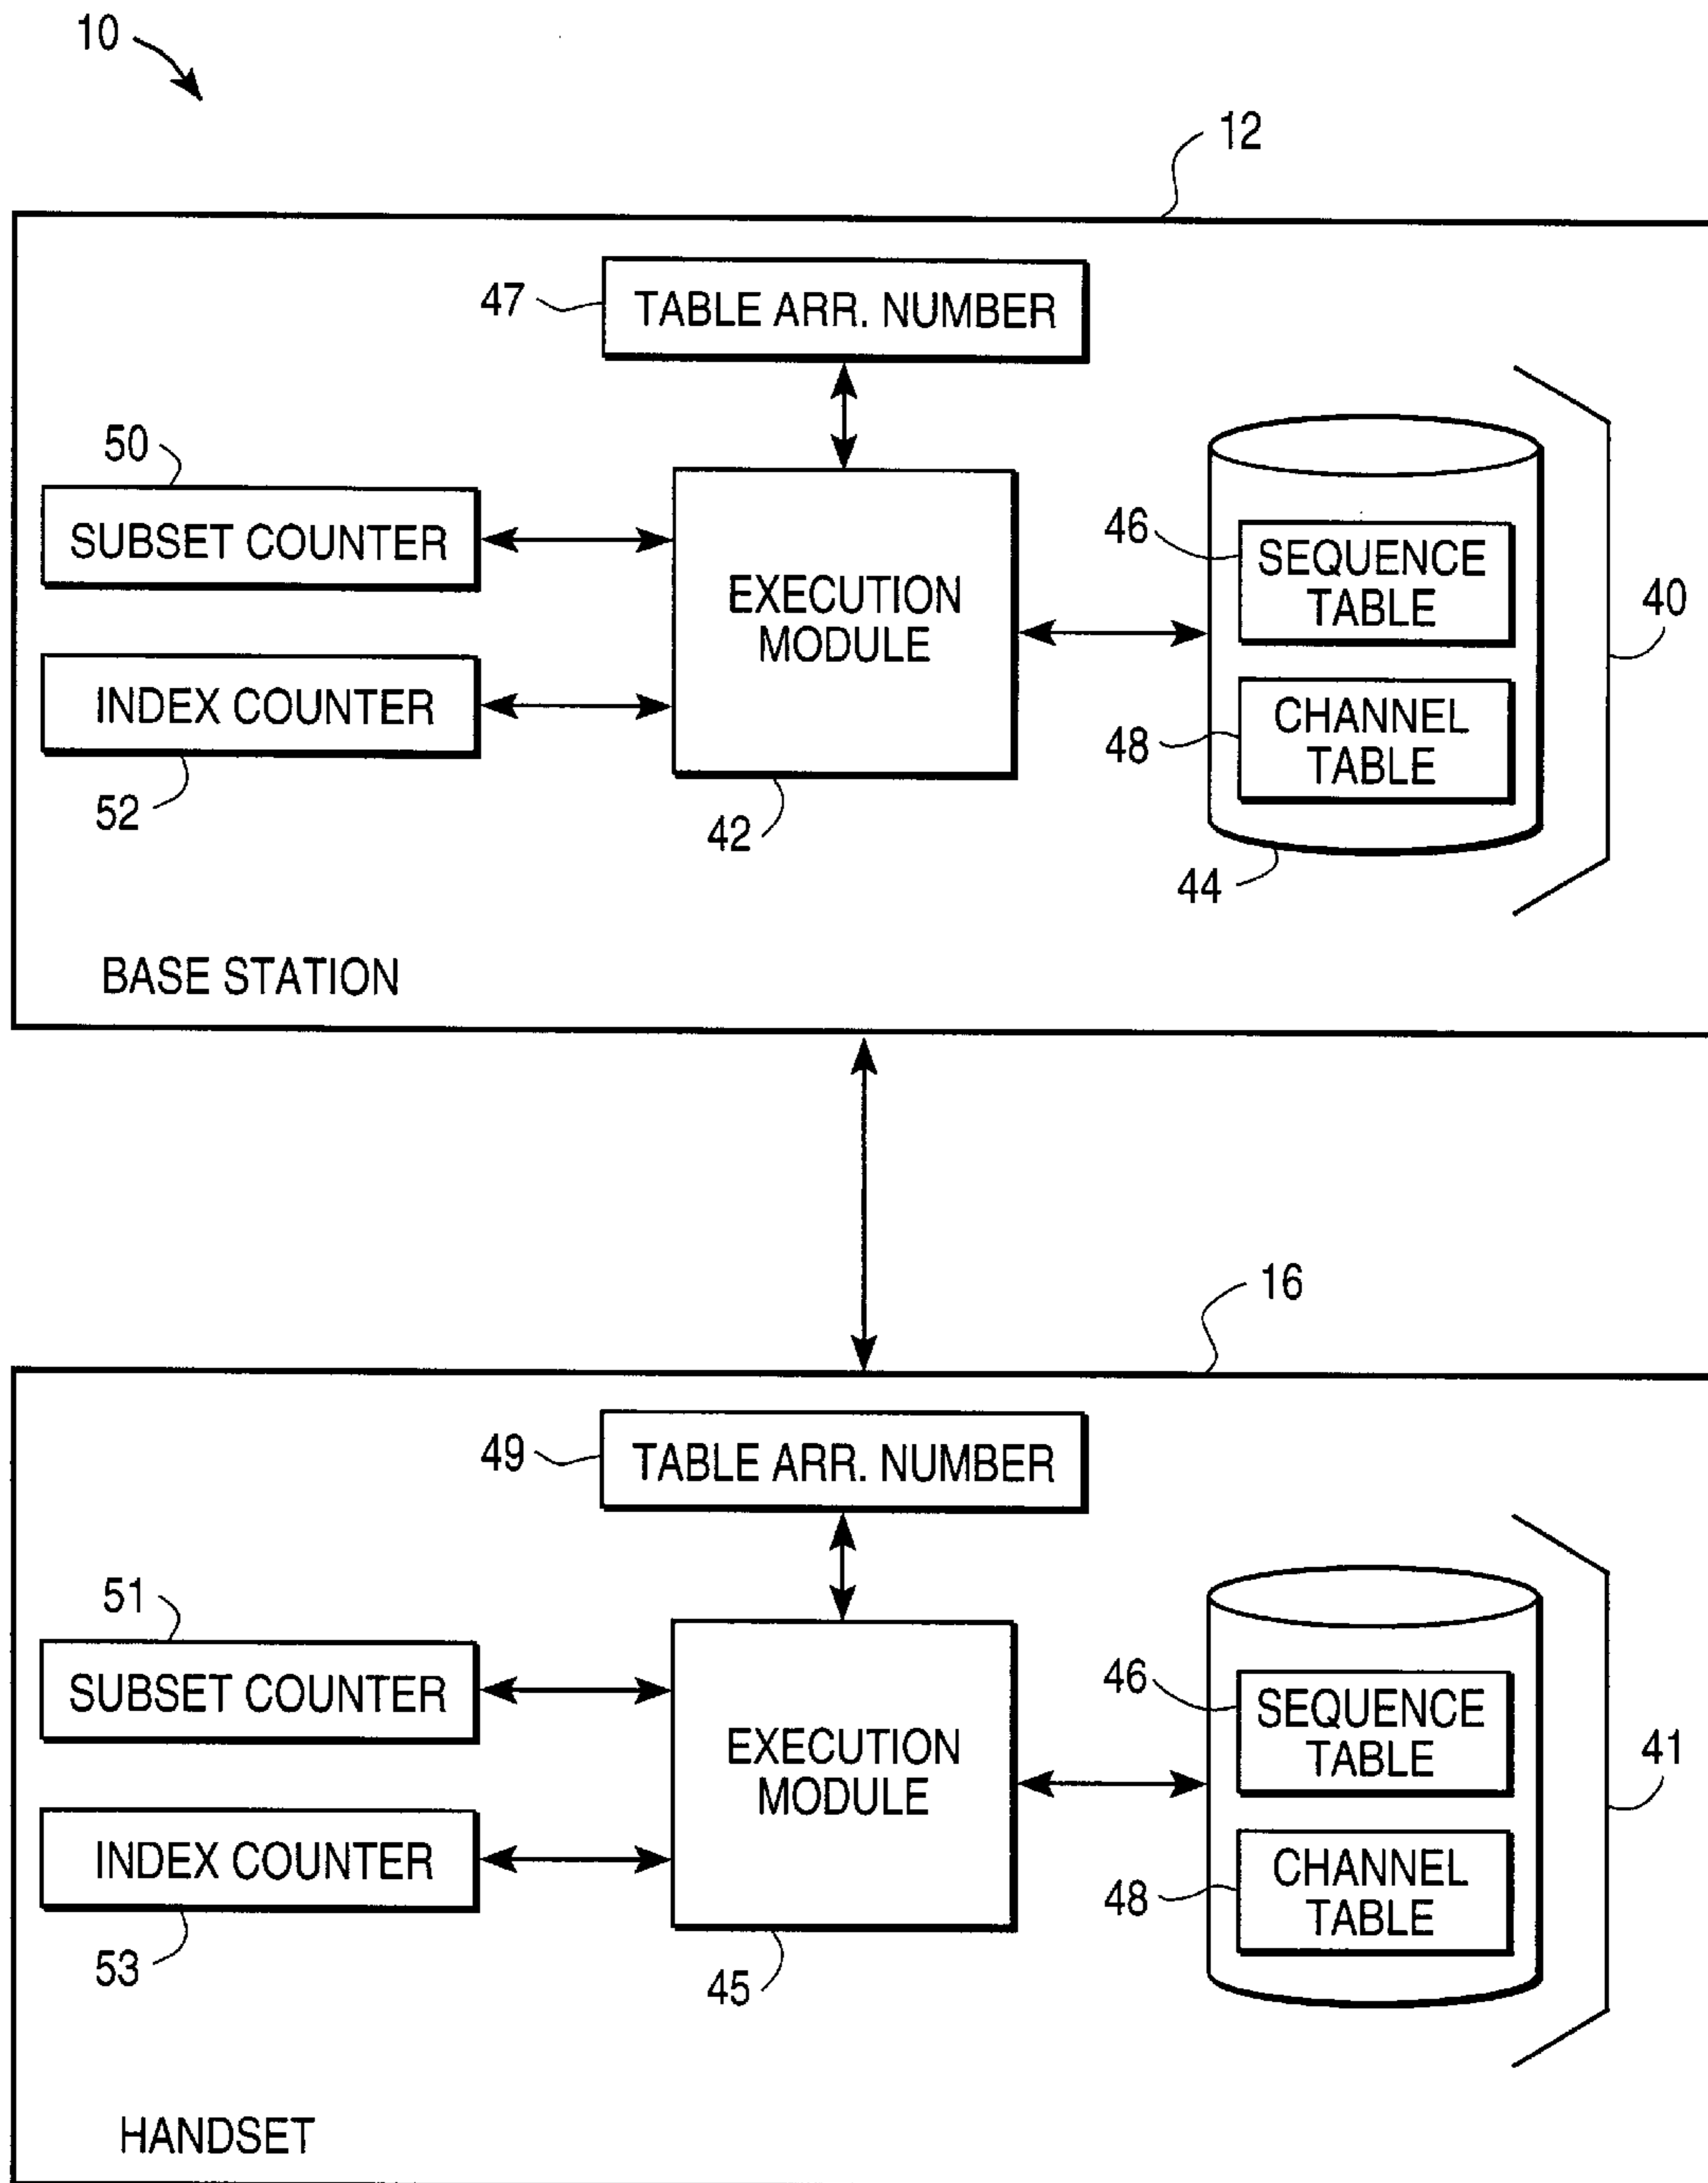 10
12
47
TABLE ARR. NUMBER
50
SUBSET COUNTER
EXECUTION
MODULE
46
SEQUENCE
TABLE
40
INDEX COUNTER
48
CHANNEL
TABLE
52
42
44
BASE STATION
16
49
TABLE ARR. NUMBER
51
SUBSET COUNTER
EXECUTION
MODULE
46
SEQUENCE
TABLE
41
INDEX COUNTER
48
CHANNEL
TABLE
53
45
HANDSET